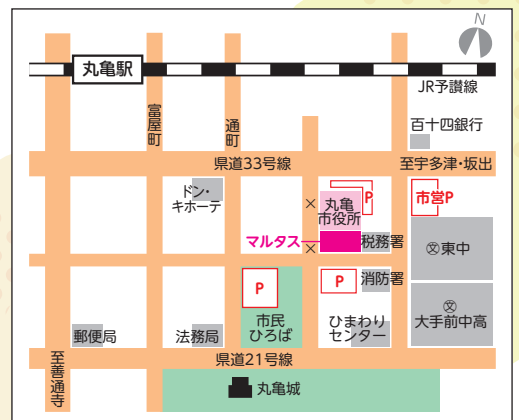 N
丸亀駅
JR予讃線
富屋町
通町
百十四銀行
県道33号線
至宇多津・坂出
ドン・
キホーテ
×
丸亀
市役所
P
市営P
マルタス
×
税務署
文東中
P
P
消防署
文
大手前中高
郵便局
法務局
市民
ひろば
ひまわり
センター
県道21号線
至善通寺
丸亀城